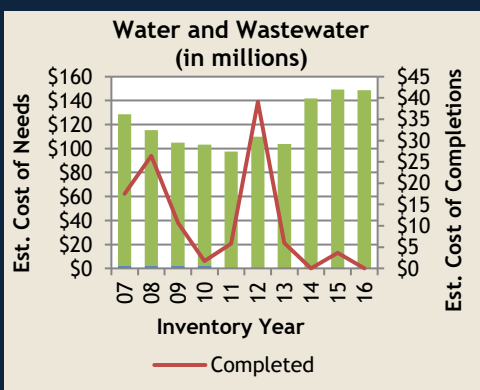 Water and Wastewater
(in millions)
Est. Cost of Needs
$160
$140
$120
$100
$80
$60
$40
$20
$0
$45
$40
$35
$30
$25
$20
$15
$10
$5
$0
Est. Cost of Completions
07 08 09 10 11 12 13 14 15 16
Inventory Year
Completed